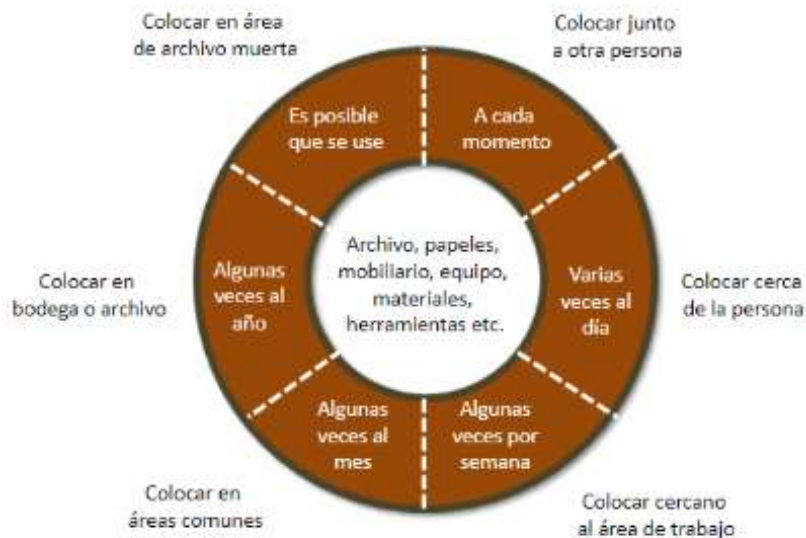 Colocar en área
de archivo muerta
Colocar junto
a otra persona
Es posible
que se use
A cada
momento
Archivo, papeles,
mobiliario, equipo,
materiales,
herramientas etc.
Algunas
veces al
año
Varias
veces al
día
Colocar en
bodega o archivo
Colocar cerca
de la persona
Algunas
veces al
mes
Algunas
veces por
semana
Colocar en
áreas comunes
Colocar cercano
al área de trabajo